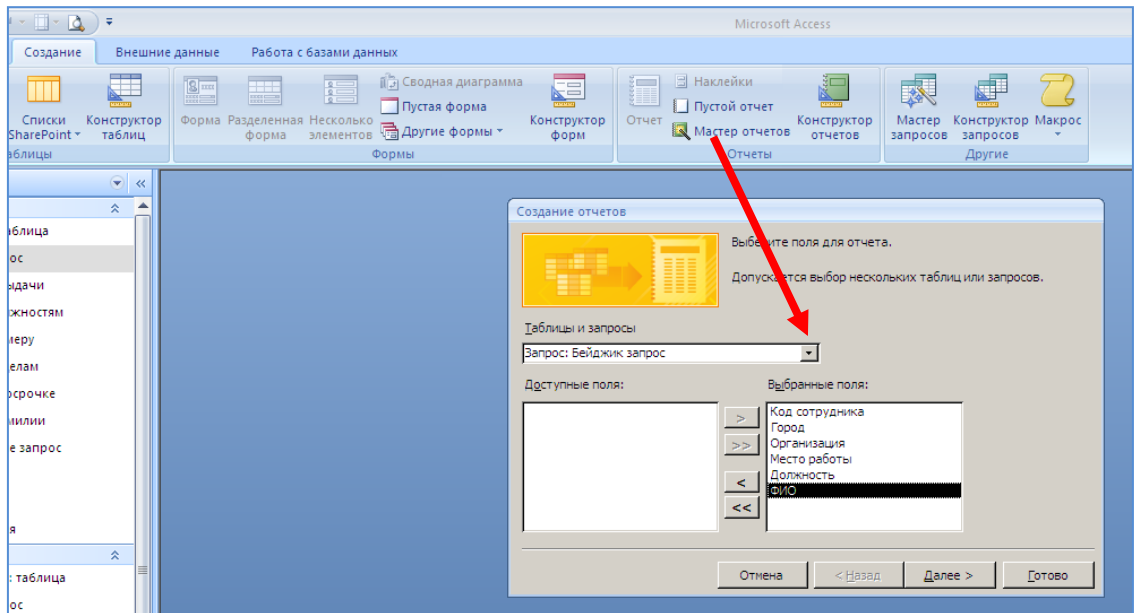 Microsoft Access
Создание Внешние данные Работа с базами данных
Списки SharePoint
Конструктор таблиц
аблицы
Форма
Разделенная форма
Несколько элементов
Сводная диаграмма
Пустая форма
Другие формы
Конструктор форм
Формы
Отчет
Наклейки
Пустой отчет
Мастер отчетов
Конструктор отчетов
Отчеты
Мастер запросов
Конструктор запросов
Макрос
Другие
аблица
ос
ыдачи
жностям
меру
елам
осрочке
милии
е запрос
я
: таблица
ос
Создание отчетов
Выберите поля для отчета.
Допускается выбор нескольких таблиц или запросов.
Таблицы и запросы
Запрос: Бейджик запрос
Доступные поля:
Выбранные поля:
>
>>
<
<<
Код сотрудника
Город
Организация
Место работы
Должность
ФИО
Отмена
< Назад
Далее >
Готово